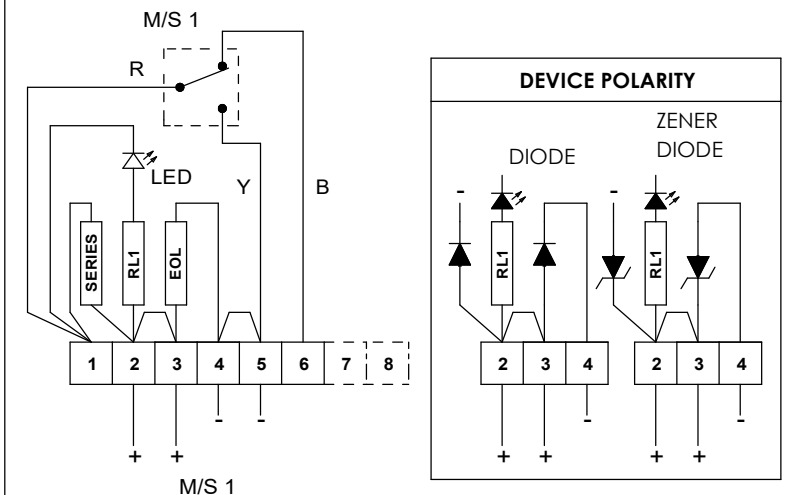 M/S 1
R
LED
Y
B
SERIES
RL1
EOL
1 2 3 4 5 6 7 8
- -
+ +
M/S 1
DEVICE POLARITY
DIODE
ZENER
DIODE
- -
RL1
RL1
2 3 4
2 3 4
- -
+ + + +